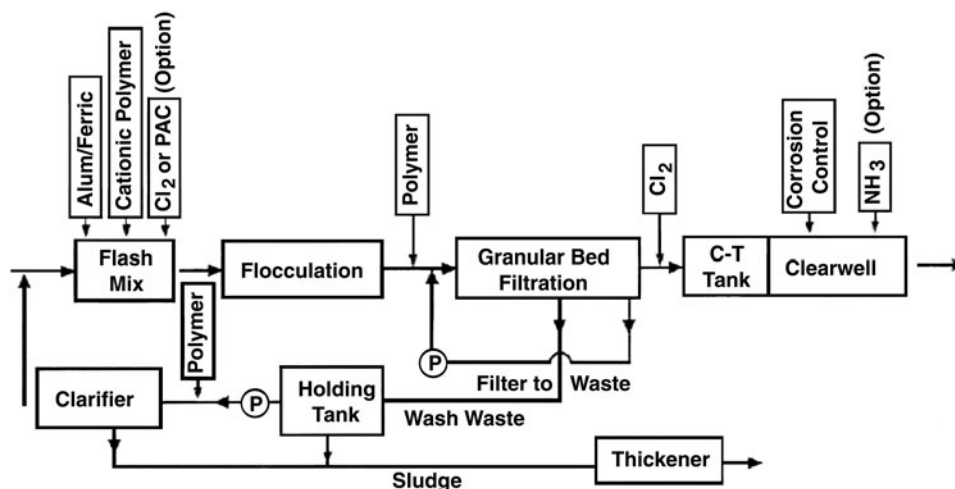 Alum/Ferric
Cationic Polymer
Cl₂ or PAC (Option)
Polymer
Cl₂
Corrosion
Control
NH₃ (Option)
Flash
Mix
Flocculation
Granular Bed
Filtration
C-T
Tank
Clearwell
Polymer
P
Filter to Waste
Clarifier
P
Holding
Tank
Wash Waste
Sludge
Thickener